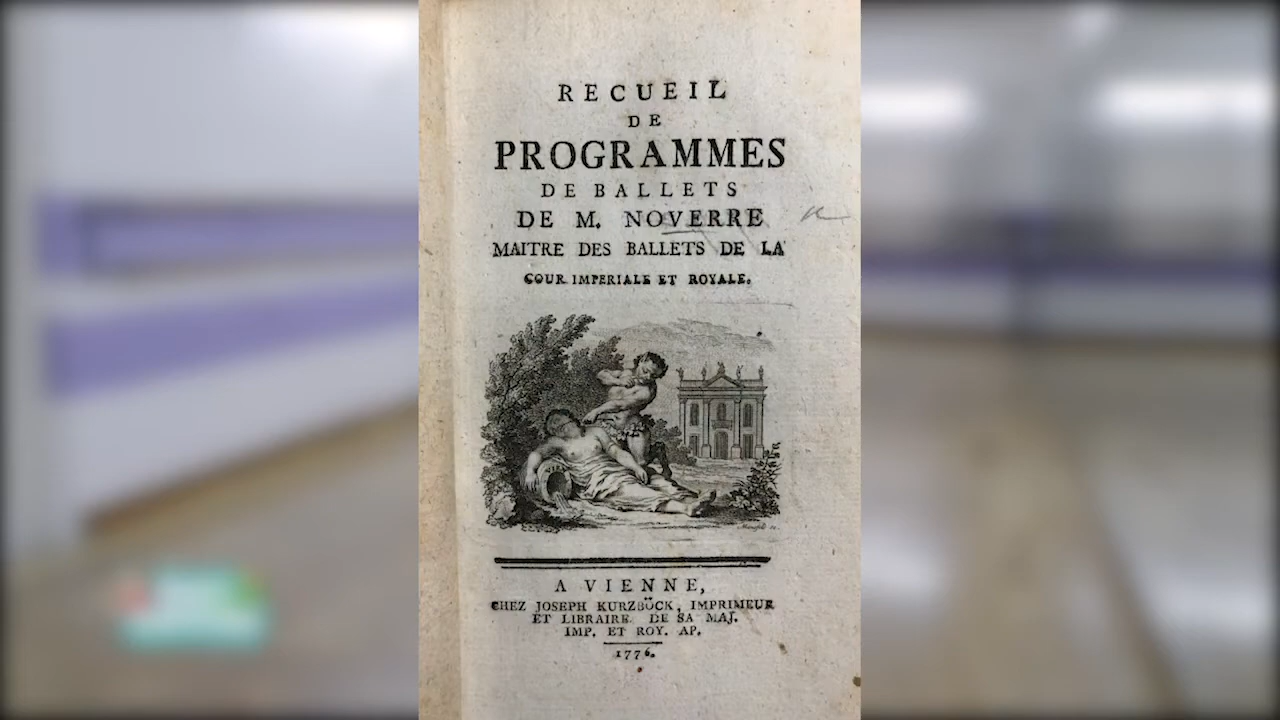 RECUEIL
DE
PROGRAMMES
DE BALLETS
DE M. NOVERRE
MAITRE DES BALLETS DE LA
COUR IMPERIALE ET ROYALE.
A VIENNE,
CHEZ JOSEPH KURZBÖCK, IMPRIMEUR
ET LIBRAIRE DE SA MAJ.
IMP. ET ROY. AP.
1776.